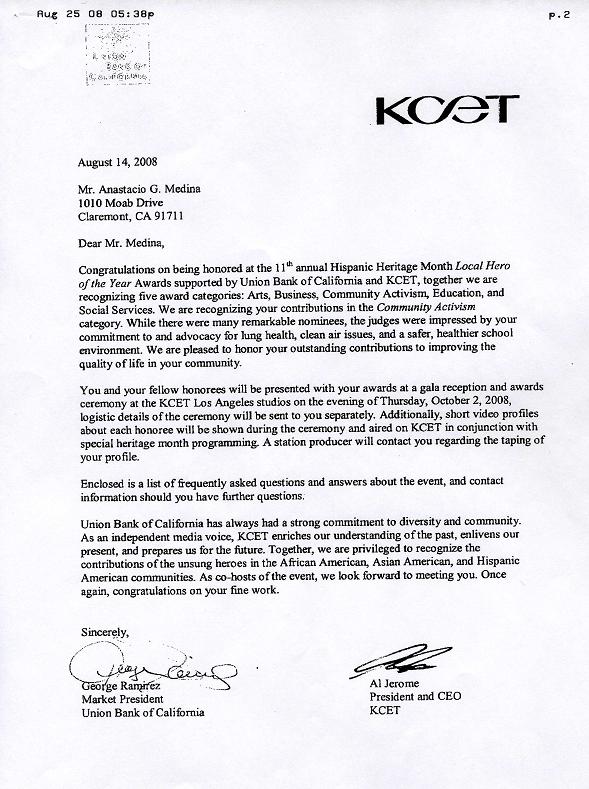 Aug 25 08 05:38p
p.2
KCET
August 14, 2008
Mr. Anastacio G. Medina
1010 Moab Drive
Claremont, CA 91711
Dear Mr. Medina,
Congratulations on being honored at the 11th annual Hispanic Heritage Month Local Hero
of the Year Awards supported by Union Bank of California and KCET, together we are
recognizing five award categories: Arts, Business, Community Activism, Education, and
Social Services. We are recognizing your contributions in the Community Activism
category. While there were many remarkable nominees, the judges were impressed by your
commitment to and advocacy for lung health, clean air issues, and a safer, healthier school
environment. We are pleased to honor your outstanding contributions to improving the
quality of life in your community.
You and your fellow honorees will be presented with your awards at a gala reception and awards
ceremony at the KCET Los Angeles studios on the evening of Thursday, October 2, 2008,
logistic details of the ceremony will be sent to you separately. Additionally, short video profiles
about each honoree will be shown during the ceremony and aired on KCET in conjunction with
special heritage month programming. A station producer will contact you regarding the taping of
your profile.
Enclosed is a list of frequently asked questions and answers about the event, and contact
information should you have further questions.
Union Bank of California has always had a strong commitment to diversity and community.
As an independent media voice, KCET enriches our understanding of the past, enlivens our
present, and prepares us for the future. Together, we are privileged to recognize the
contributions of the unsung heroes in the African American, Asian American, and Hispanic
American communities. As co-hosts of the event, we look forward to meeting you. Once
again, congratulations on your fine work.
Sincerely,
George Ramirez
Market President
Union Bank of California
Al Jerome
President and CEO
KCET